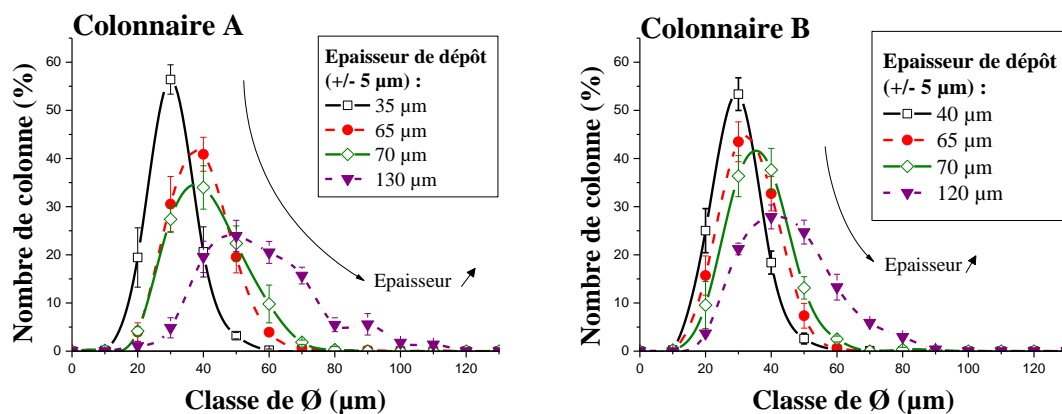 Colonnaire A
Nombre de colonne (%)
60
50
40
30
20
10
0
Epaisseur de dépôt
(+/- 5 µm) :
35 µm
65 µm
70 µm
130 µm
Epaisseur
0 20 40 60 80 100 120
Classe de Ø (µm)
Colonnaire B
Nombre de colonne (%)
60
50
40
30
20
10
0
Epaisseur de dépôt
(+/- 5 µm) :
40 µm
65 µm
70 µm
120 µm
Epaisseur
0 20 40 60 80 100 120
Classe de Ø (µm)